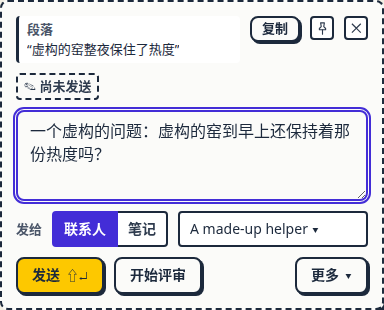 段落
“虚构的窑整夜保住了热度”
复制
✎ 尚未发送
一个虚构的问题：虚构的窑到早上还保持着那
份热度吗？
发给 联系人 笔记 A made-up helper ▾
发送 ⇧↵ 开始评审 更多 ▾